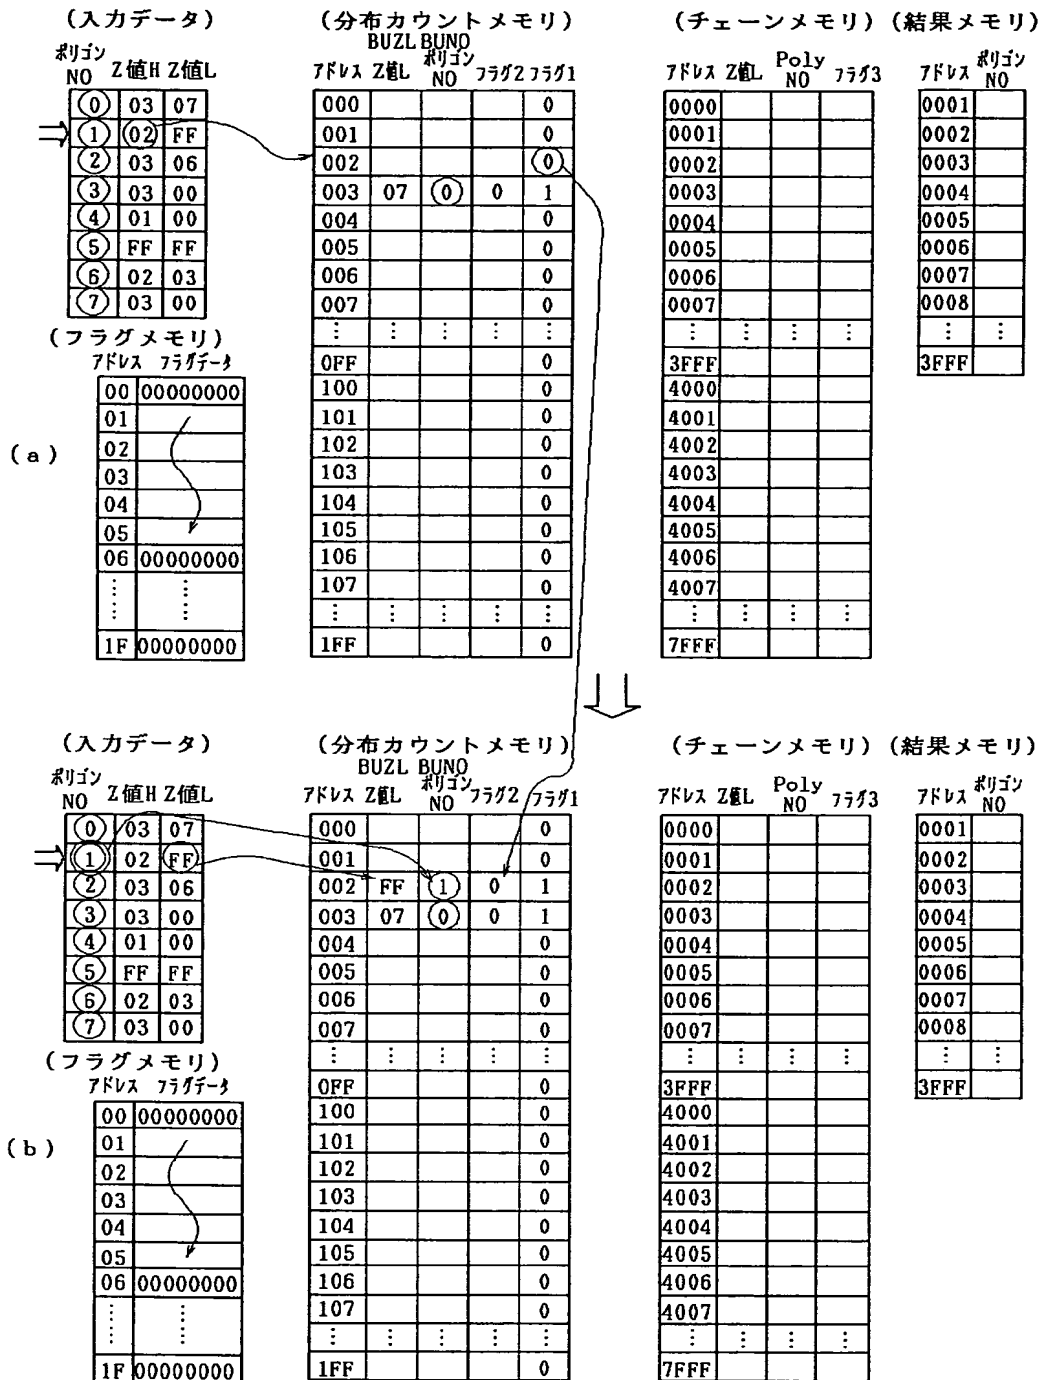 (入力データ) (分布カウントメモリ) (チェーンメモリ) (結果メモリ)
BUZL BUNO
ポリゴン NO Z値H Z値L アドレス Z値L ポリゴン NO フラグ2 フラグ1 アドレス Z値L Poly NO フラグ3 アドレス ポリゴン NO
0 03 07 000 0 0000 0001
1 02 FF 001 0 0001 0002
2 03 06 002 0 0002 0003
3 03 00 003 07 0 0 1 0003 0004
4 01 00 004 0 0004 0005
5 FF FF 005 0 0005 0006
6 02 03 006 0 0006 0007
7 03 00 007 0 0007 0008
(フラグメモリ) ⋮ ⋮ ⋮ ⋮ ⋮ ⋮ ⋮ ⋮ ⋮ ⋮ ⋮
アドレス フラグデータ 0FF 0 3FFF 3FFF
00 00000000 100 0 4000
01 101 0 4001
(a) 02 102 0 4002
03 103 0 4003
04 104 0 4004
05 105 0 4005
06 00000000 106 0 4006
⋮ ⋮ 107 0 4007
⋮ ⋮ ⋮ ⋮ ⋮ ⋮ ⋮ ⋮ ⋮
1F 00000000 1FF 0 7FFF
(入力データ) (分布カウントメモリ) (チェーンメモリ) (結果メモリ)
BUZL BUNO
ポリゴン NO Z値H Z値L アドレス Z値L ポリゴン NO フラグ2 フラグ1 アドレス Z値L Poly NO フラグ3 アドレス ポリゴン NO
0 03 07 000 0 0000 0001
1 02 FF 001 0 0001 0002
2 03 06 002 FF 1 0 1 0002 0003
3 03 00 003 07 0 0 1 0003 0004
4 01 00 004 0 0004 0005
5 FF FF 005 0 0005 0006
6 02 03 006 0 0006 0007
7 03 00 007 0 0007 0008
(フラグメモリ) ⋮ ⋮ ⋮ ⋮ ⋮ ⋮ ⋮ ⋮ ⋮ ⋮ ⋮
アドレス フラグデータ 0FF 0 3FFF 3FFF
00 00000000 100 0 4000
(b) 01 101 0 4001
02 102 0 4002
03 103 0 4003
04 104 0 4004
05 105 0 4005
06 00000000 106 0 4006
⋮ ⋮ 107 0 4007
⋮ ⋮ ⋮ ⋮ ⋮ ⋮ ⋮ ⋮ ⋮
1F 00000000 1FF 0 7FFF